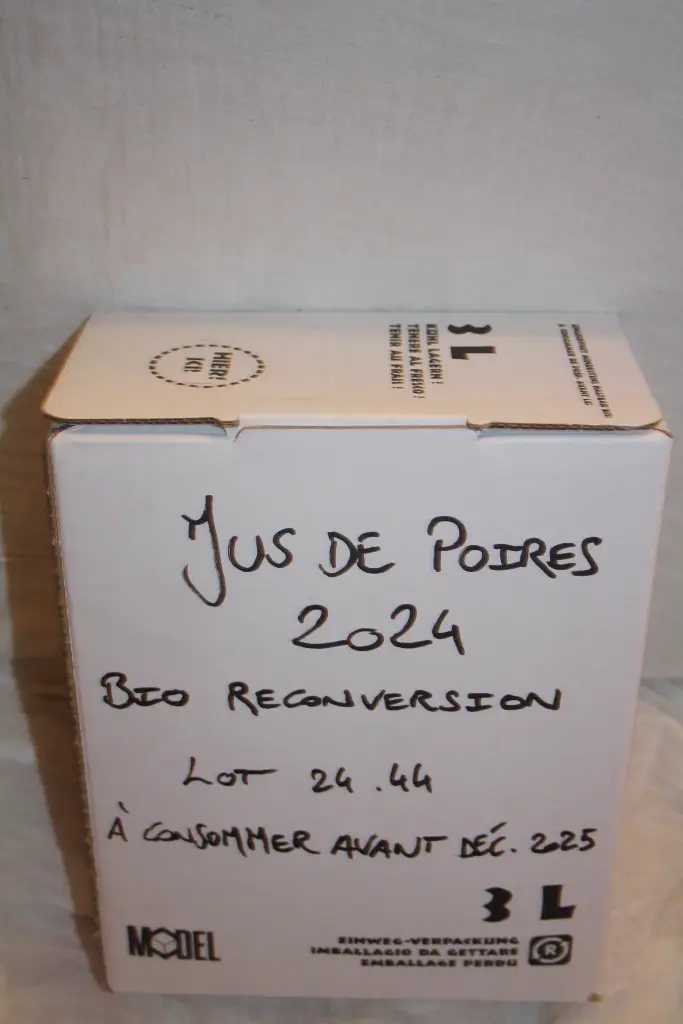 HIER!
ICI!
3 L
KÜHL LAGERN!
TENERE AL FRESCO!
TENIR AU FRAIS!
JUS DE POIRES
2024
BIO RECONVERSION
LOT 24.44
À CONSOMMER AVANT DÉC. 2025
3 L
MODEL
EINWEG-VERPACKUNG
IMBALLAGIO DA GETTARE
EMBALLAGE PERDU
R